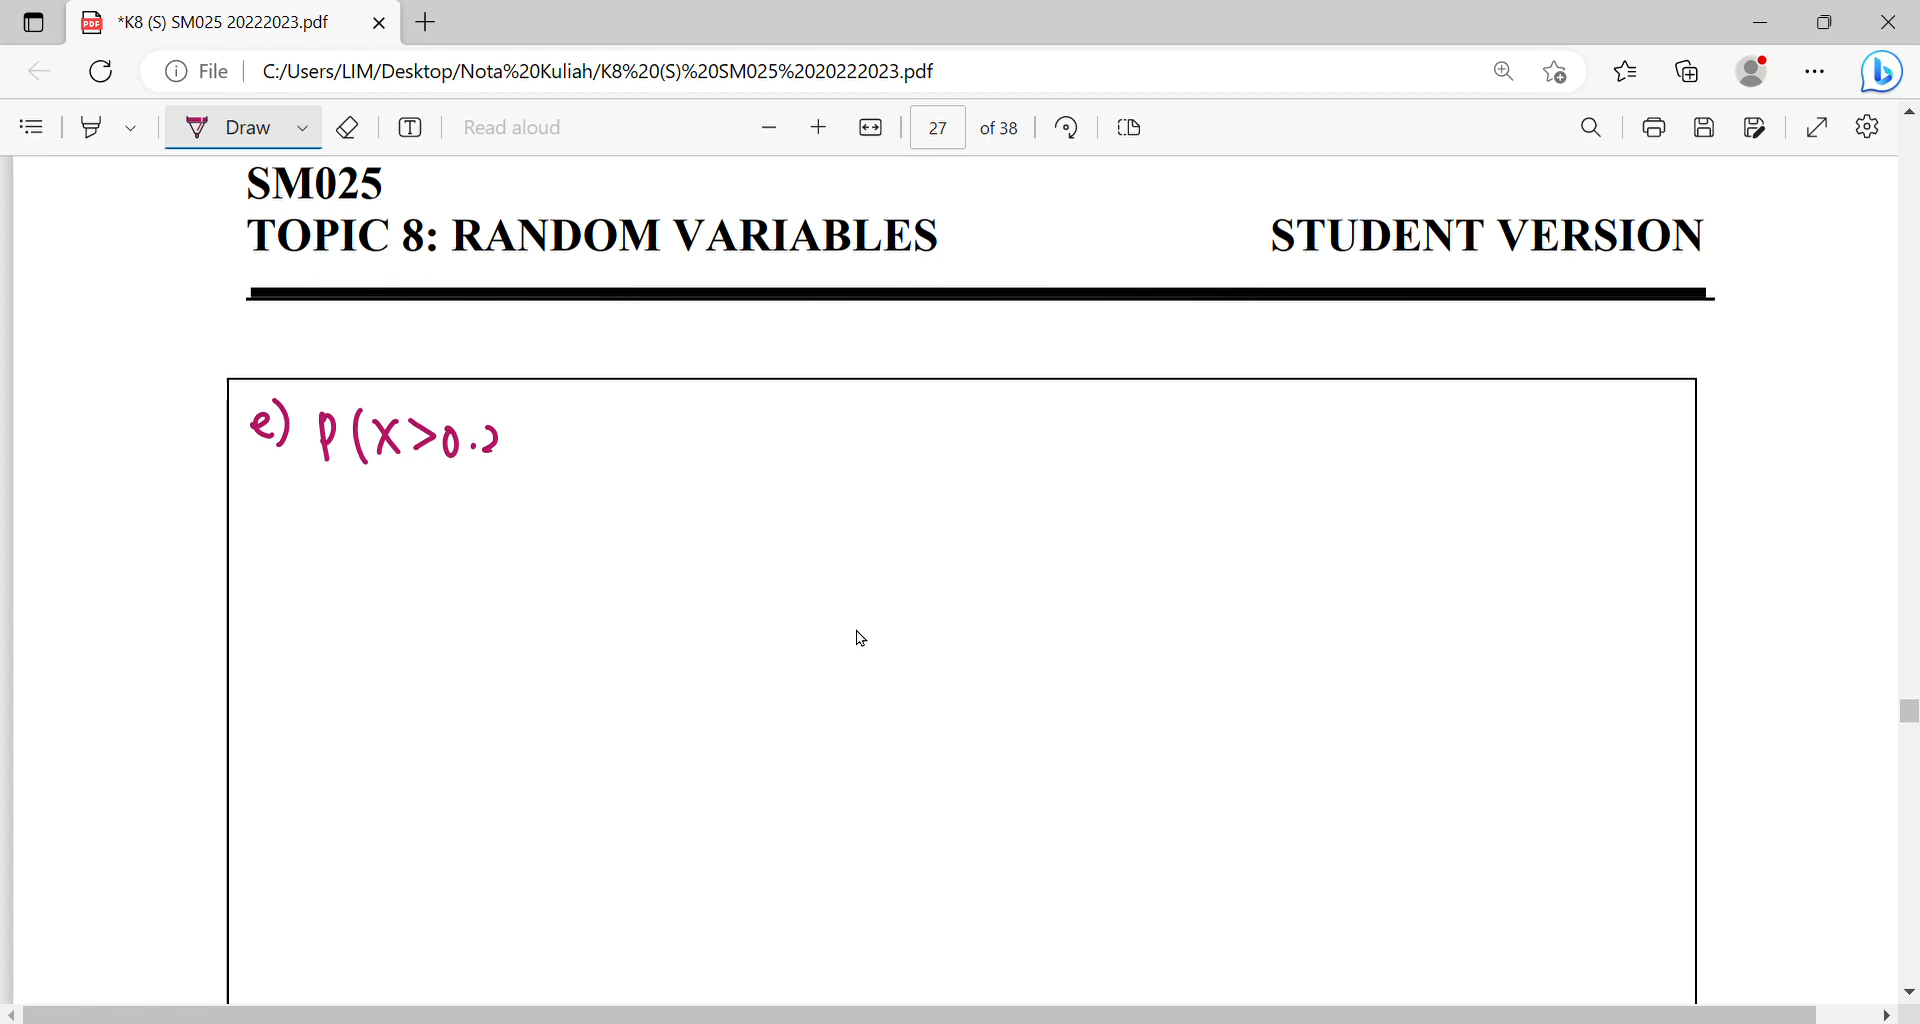 *K8 (S) SM025 20222023.pdf
File C:/Users/LIM/Desktop/Nota%20Kuliah/K8%20(S)%20SM025%2020222023.pdf
Draw Read aloud 27 of 38
SM025
TOPIC 8: RANDOM VARIABLES STUDENT VERSION
e) P(X>0.2